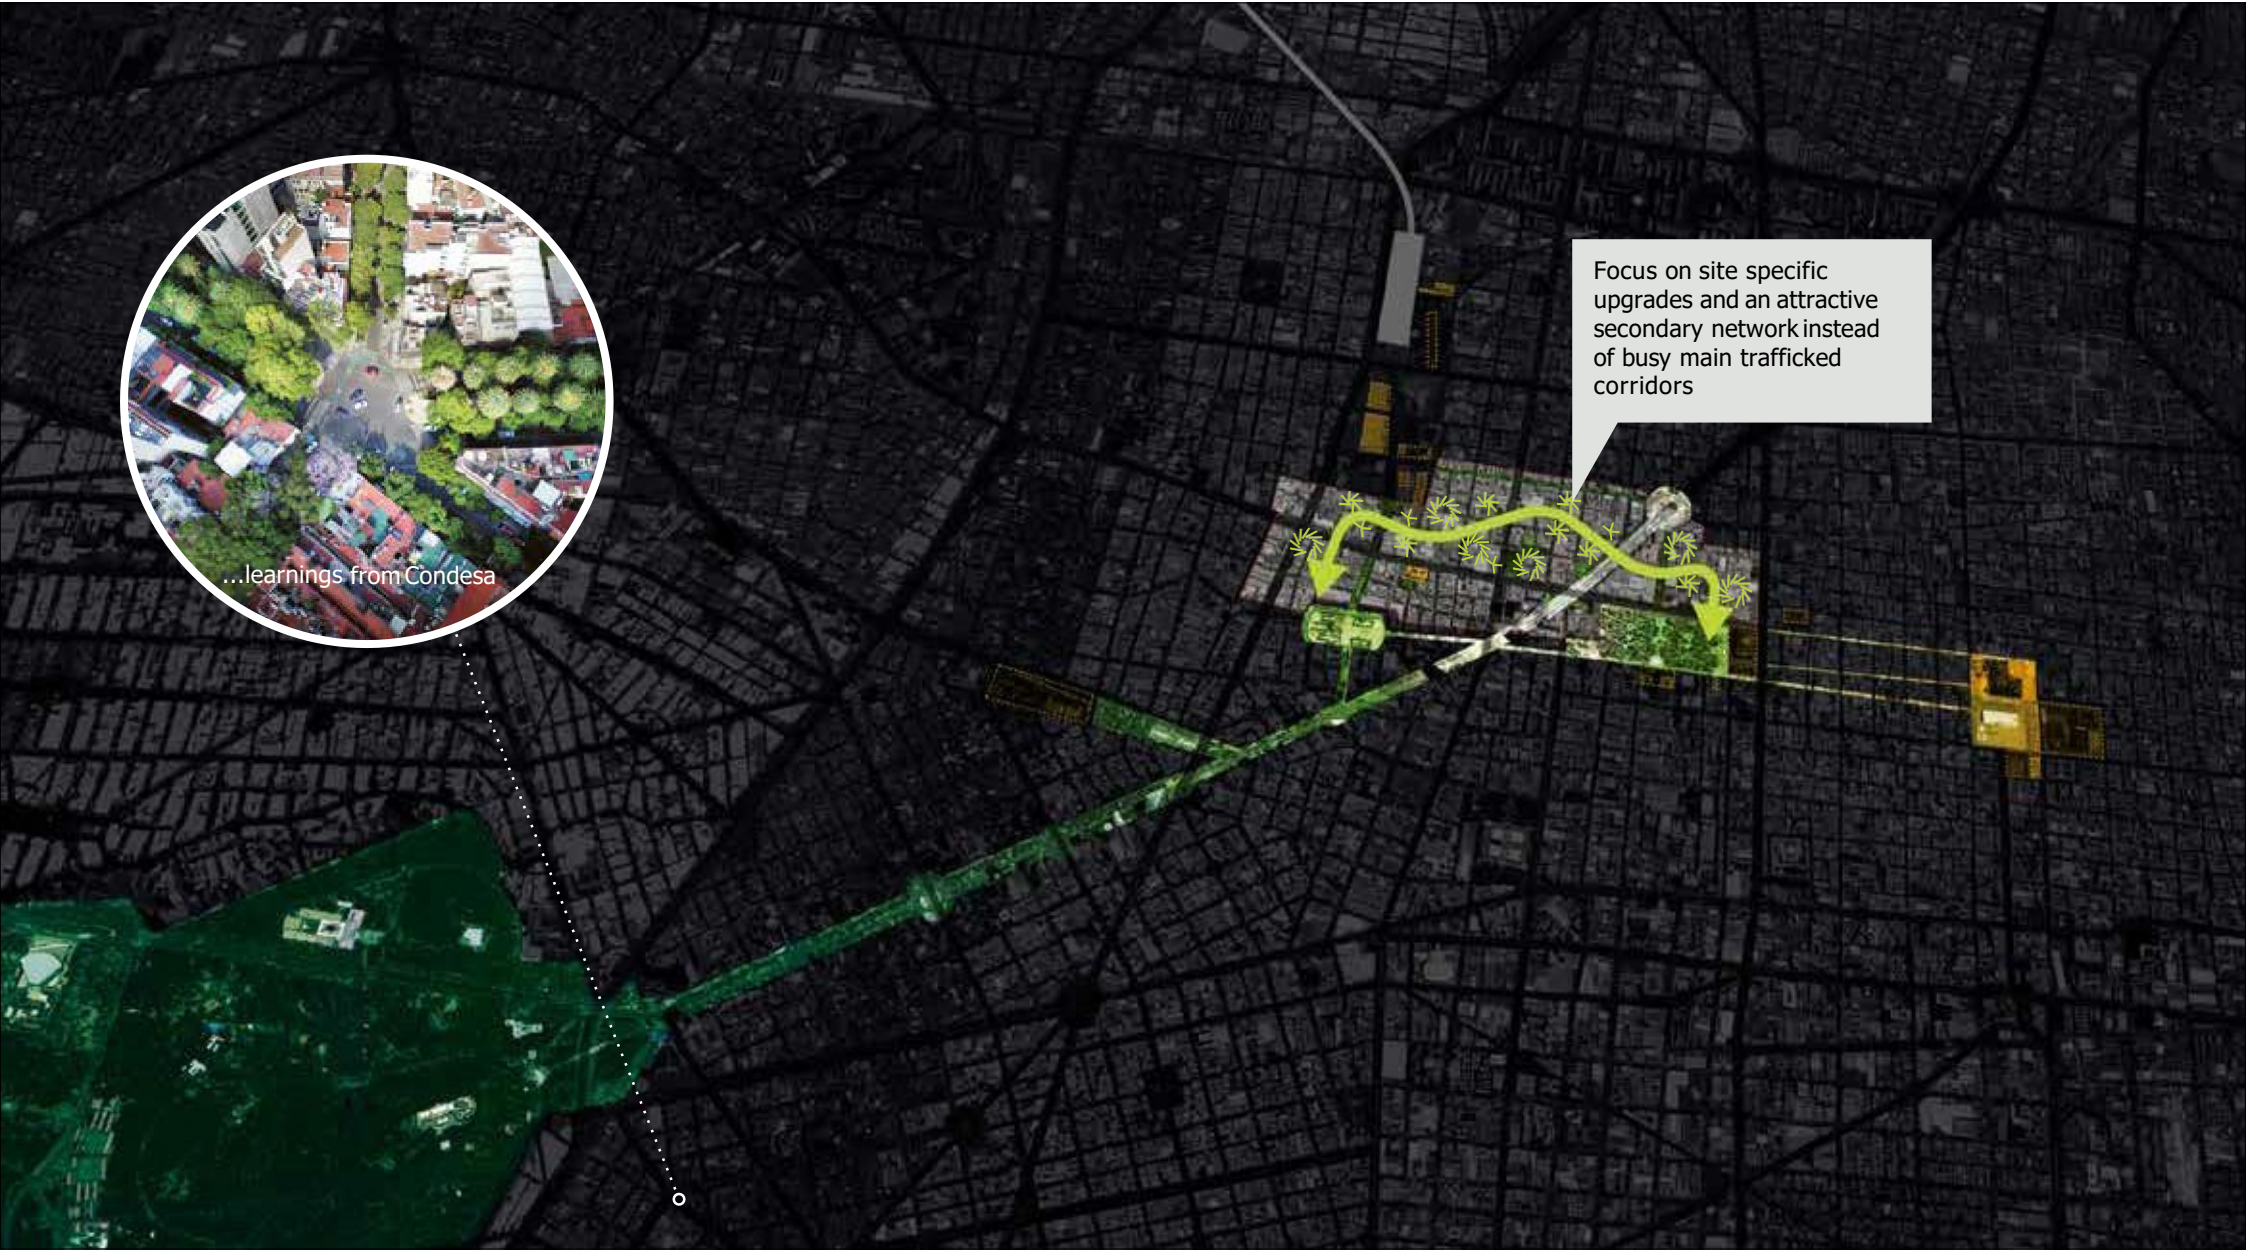 Focus on site specific
upgrades and an attractive
secondary network instead
of busy main trafficked
corridors
...learnings from Condesa